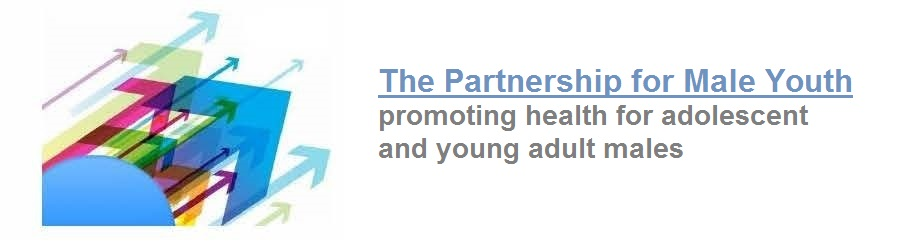 The Partnership for Male Youth
promoting health for adolescent
and young adult males